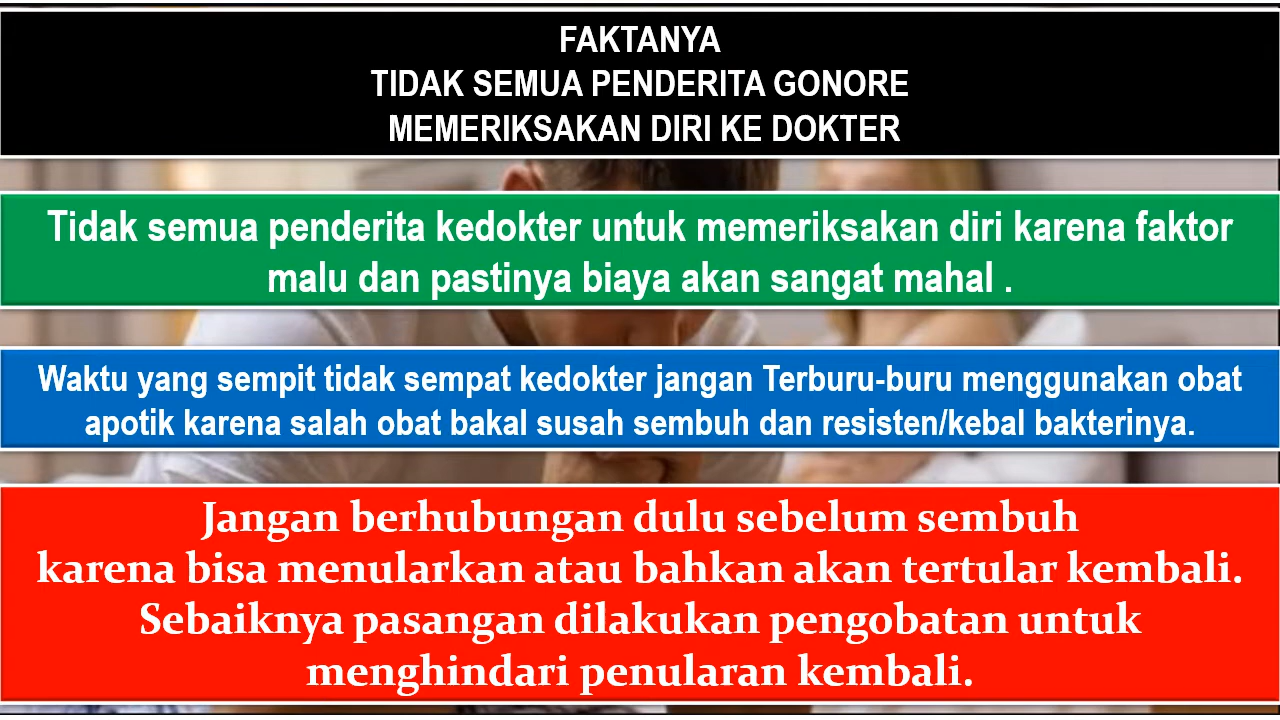 FAKTANYA
TIDAK SEMUA PENDERITA GONORE
MEMERIKSAKAN DIRI KE DOKTER
Tidak semua penderita kedokter untuk memeriksakan diri karena faktor
malu dan pastinya biaya akan sangat mahal .
Waktu yang sempit tidak sempat kedokter jangan Terburu-buru menggunakan obat
apotik karena salah obat bakal susah sembuh dan resisten/kebal bakterinya.
Jangan berhubungan dulu sebelum sembuh
karena bisa menularkan atau bahkan akan tertular kembali.
Sebaiknya pasangan dilakukan pengobatan untuk
menghindari penularan kembali.